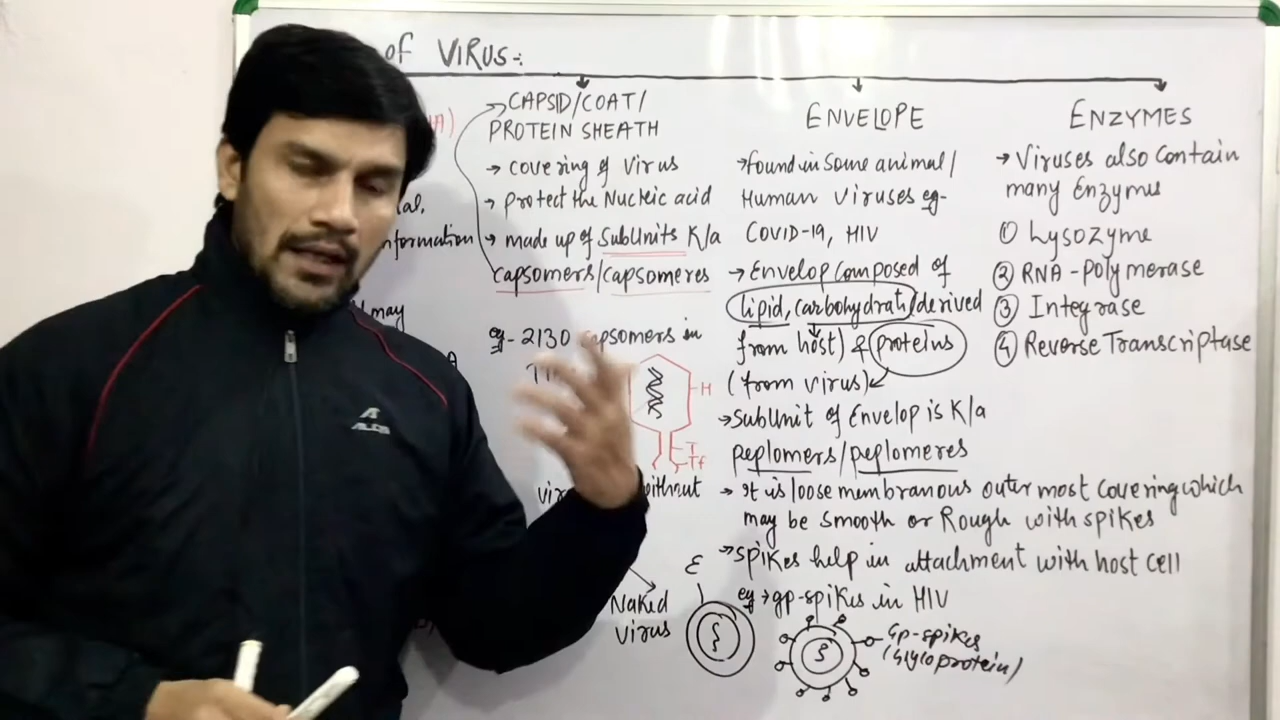 of VIRUS:-
A)
al.
nformation
may
A
CAPSID/COAT/
PROTEIN SHEATH
→ covering of Virus
→ protect the Nucleic acid
→ made up of SubUnits K/a
capsomers/capsomeres
eg- 2130 capsomers in
H
T
Tf
without
Naked
Virus
ENVELOPE
→found in Some animal/
Human Viruses eg-
COVID-19, HIV
→ Envelop Composed of
lipid, carbohydrate (derived
from host) & proteins
(from virus)
→SubUnit of Envelop is K/a
peplomers/peplomeres
→ It is loose membranous outer most Covering which
may be Smooth or Rough with spikes
→spikes help in attachment with host cell
eg →gp-spikes in HIV
E
Gp-spikes
(Glycoprotein)
ENZYMES
→ Viruses also Contain
many Enzymes
① Lysozyme
② RNA-polymerase
③ Integrase
④ Reverse Transcriptase
ALCIS